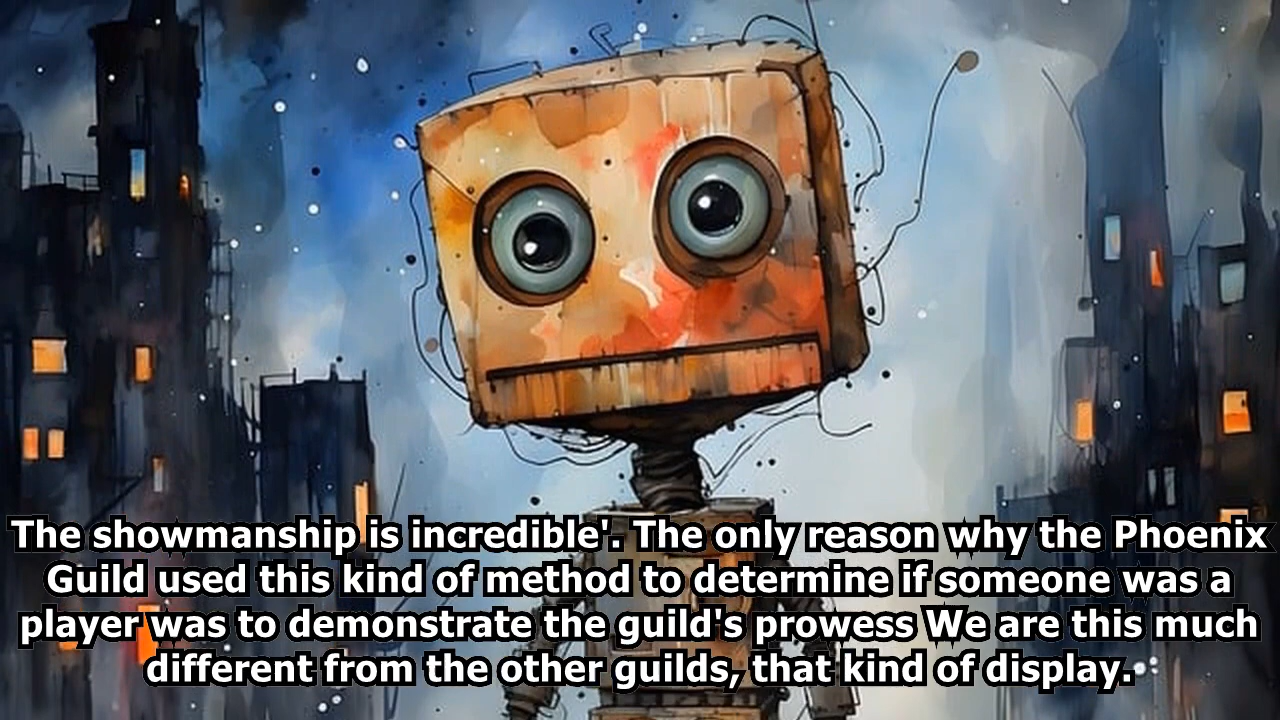 The showmanship is incredible'. The only reason why the Phoenix
Guild used this kind of method to determine if someone was a
player was to demonstrate the guild's prowess We are this much
different from the other guilds, that kind of display.